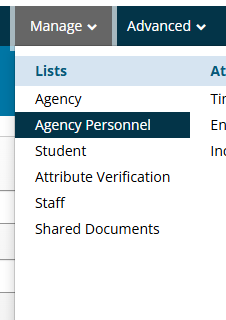 Manage
Advanced
Lists
Agency
Agency Personnel
Student
Attribute Verification
Staff
Shared Documents